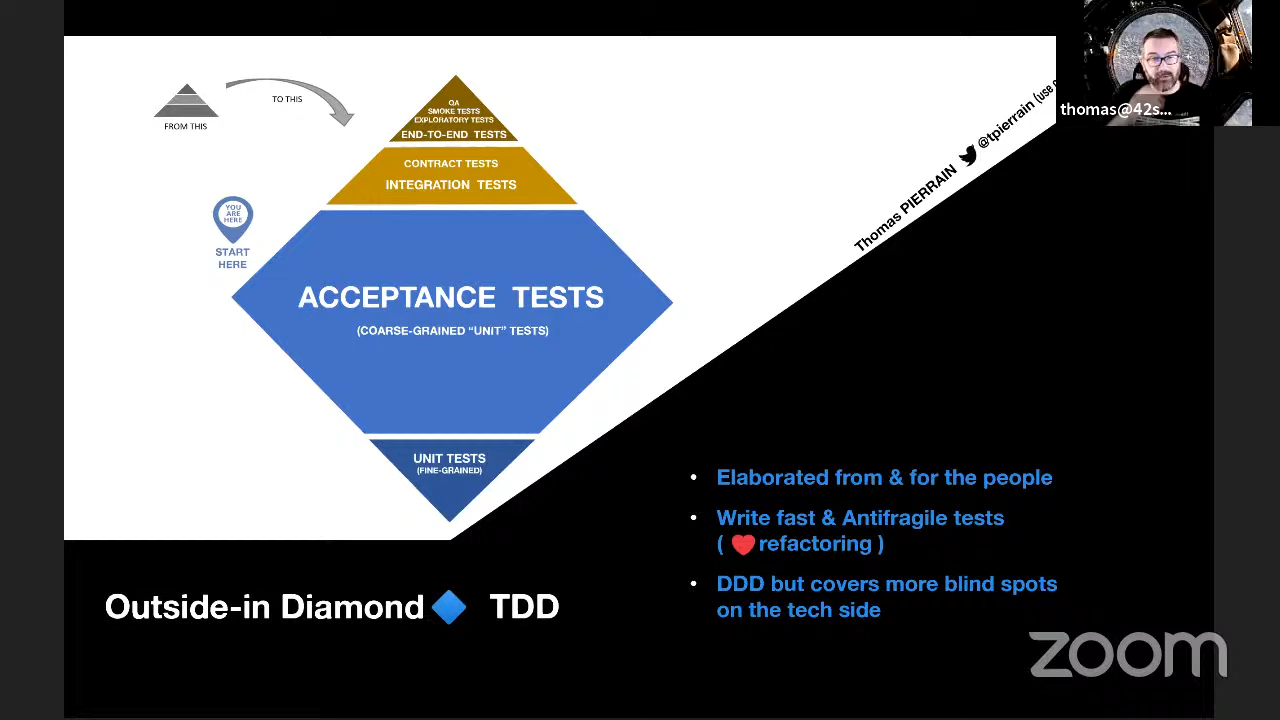 FROM THIS
TO THIS
QA
SMOKE TESTS
EXPLORATORY TESTS
END-TO-END TESTS
CONTRACT TESTS
INTEGRATION TESTS
YOU
ARE
HERE
START
HERE
ACCEPTANCE TESTS
(COARSE-GRAINED “UNIT” TESTS)
UNIT TESTS
(FINE-GRAINED)
Thomas PIERRAIN @tpierrain (USE
thomas@42s...
• Elaborated from & for the people
• Write fast & Antifragile tests
( ❤ refactoring )
• DDD but covers more blind spots
on the tech side
Outside-in Diamond 🔷 TDD
zoom